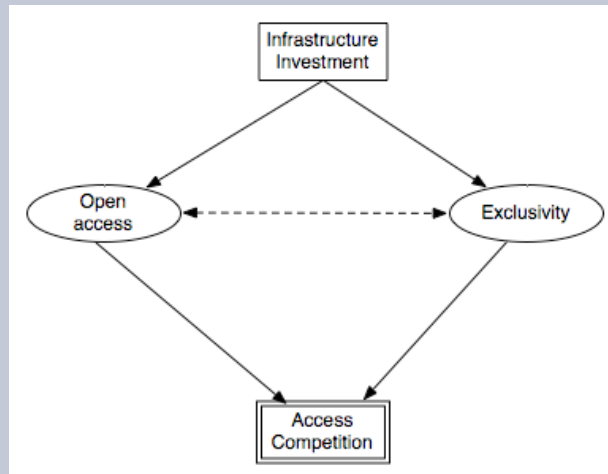 Infrastructure
Investment
Open
access
Exclusivity
Access
Competition